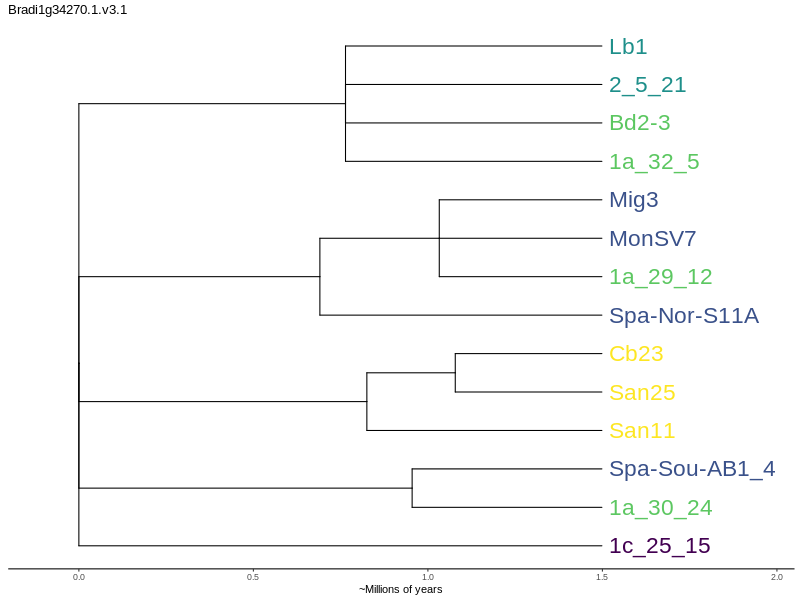 Bradi1g34270.1.v3.1
Lb1
2_5_21
Bd2-3
1a_32_5
Mig3
MonSV7
1a_29_12
Spa-Nor-S11A
Cb23
San25
San11
Spa-Sou-AB1_4
1a_30_24
1c_25_15
0.0 0.5 1.0 1.5 2.0
~Millions of years